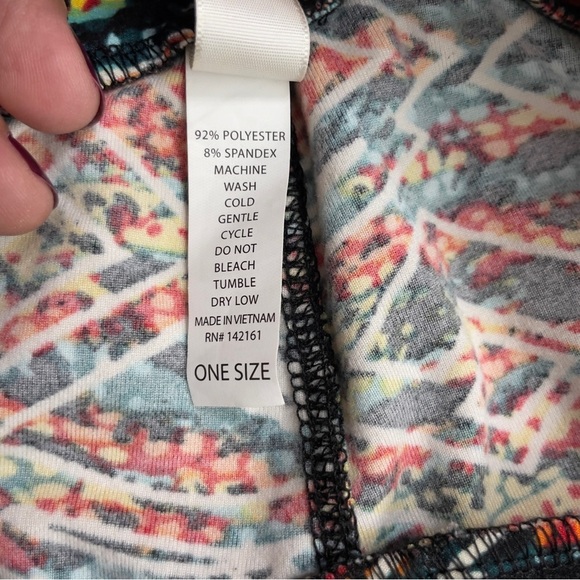 92% POLYESTER
8% SPANDEX
MACHINE
WASH
COLD
GENTLE
CYCLE
DO NOT
BLEACH
TUMBLE
DRY LOW
MADE IN VIETNAM
RN# 142161
ONE SIZE